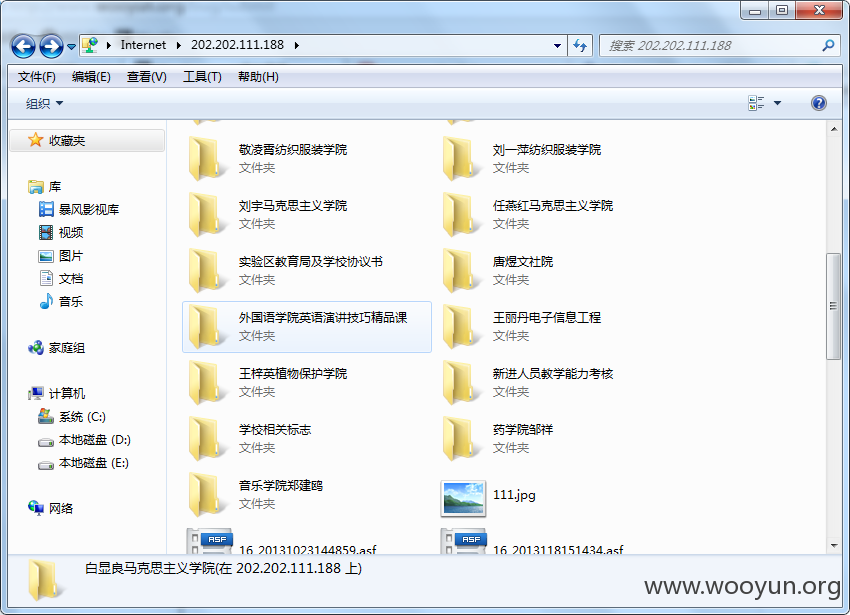 Internet
202.202.111.188
搜索 202.202.111.188
文件(F)
编辑(E)
查看(V)
工具(T)
帮助(H)
组织
收藏夹
库
暴风影视库
视频
图片
文档
音乐
家庭组
计算机
系统 (C:)
本地磁盘 (D:)
本地磁盘 (E:)
网络
敬凌霄纺织服装学院
文件夹
刘一萍纺织服装学院
文件夹
刘宇马克思主义学院
文件夹
任燕红马克思主义学院
文件夹
实验区教育局及学校协议书
文件夹
唐煜文社院
文件夹
外国语学院英语演讲技巧精品课
文件夹
王丽丹电子信息工程
文件夹
王梓英植物保护学院
文件夹
新进人员教学能力考核
文件夹
学校相关标志
文件夹
药学院邹祥
文件夹
音乐学院郑建鸥
文件夹
111.jpg
ASF
16_20131023144859.asf
ASF
16_2013118151434.asf
白显良马克思主义学院(在 202.202.111.188 上)
www.wooyun.org